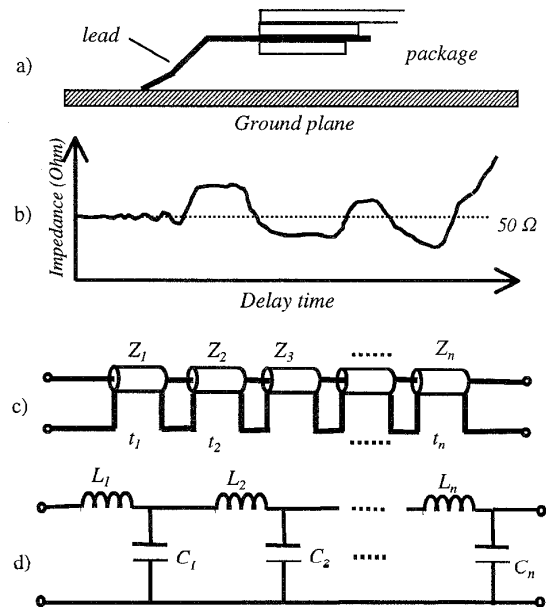 lead
package
a)
Ground plane
Impedance (Ohm)
b)
50 Ω
Delay time
Z1 Z2 Z3 ...... Zn
c)
t1 t2 ...... tn
L1 L2 ...... Ln
d)
C1 C2 ...... Cn